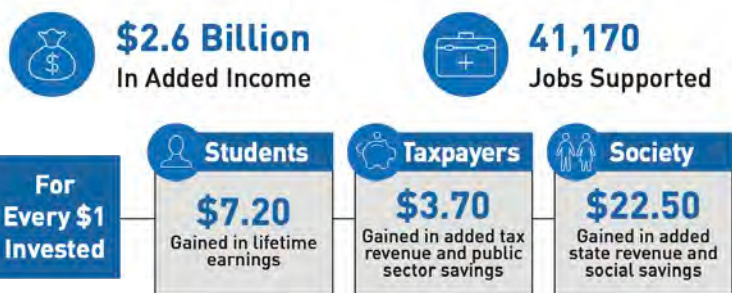 $2.6 Billion
In Added Income
41,170
Jobs Supported
For
Every $1
Invested
Students
$7.20
Gained in lifetime
earnings
Taxpayers
$3.70
Gained in added tax
revenue and public
sector savings
Society
$22.50
Gained in added
state revenue and
social savings